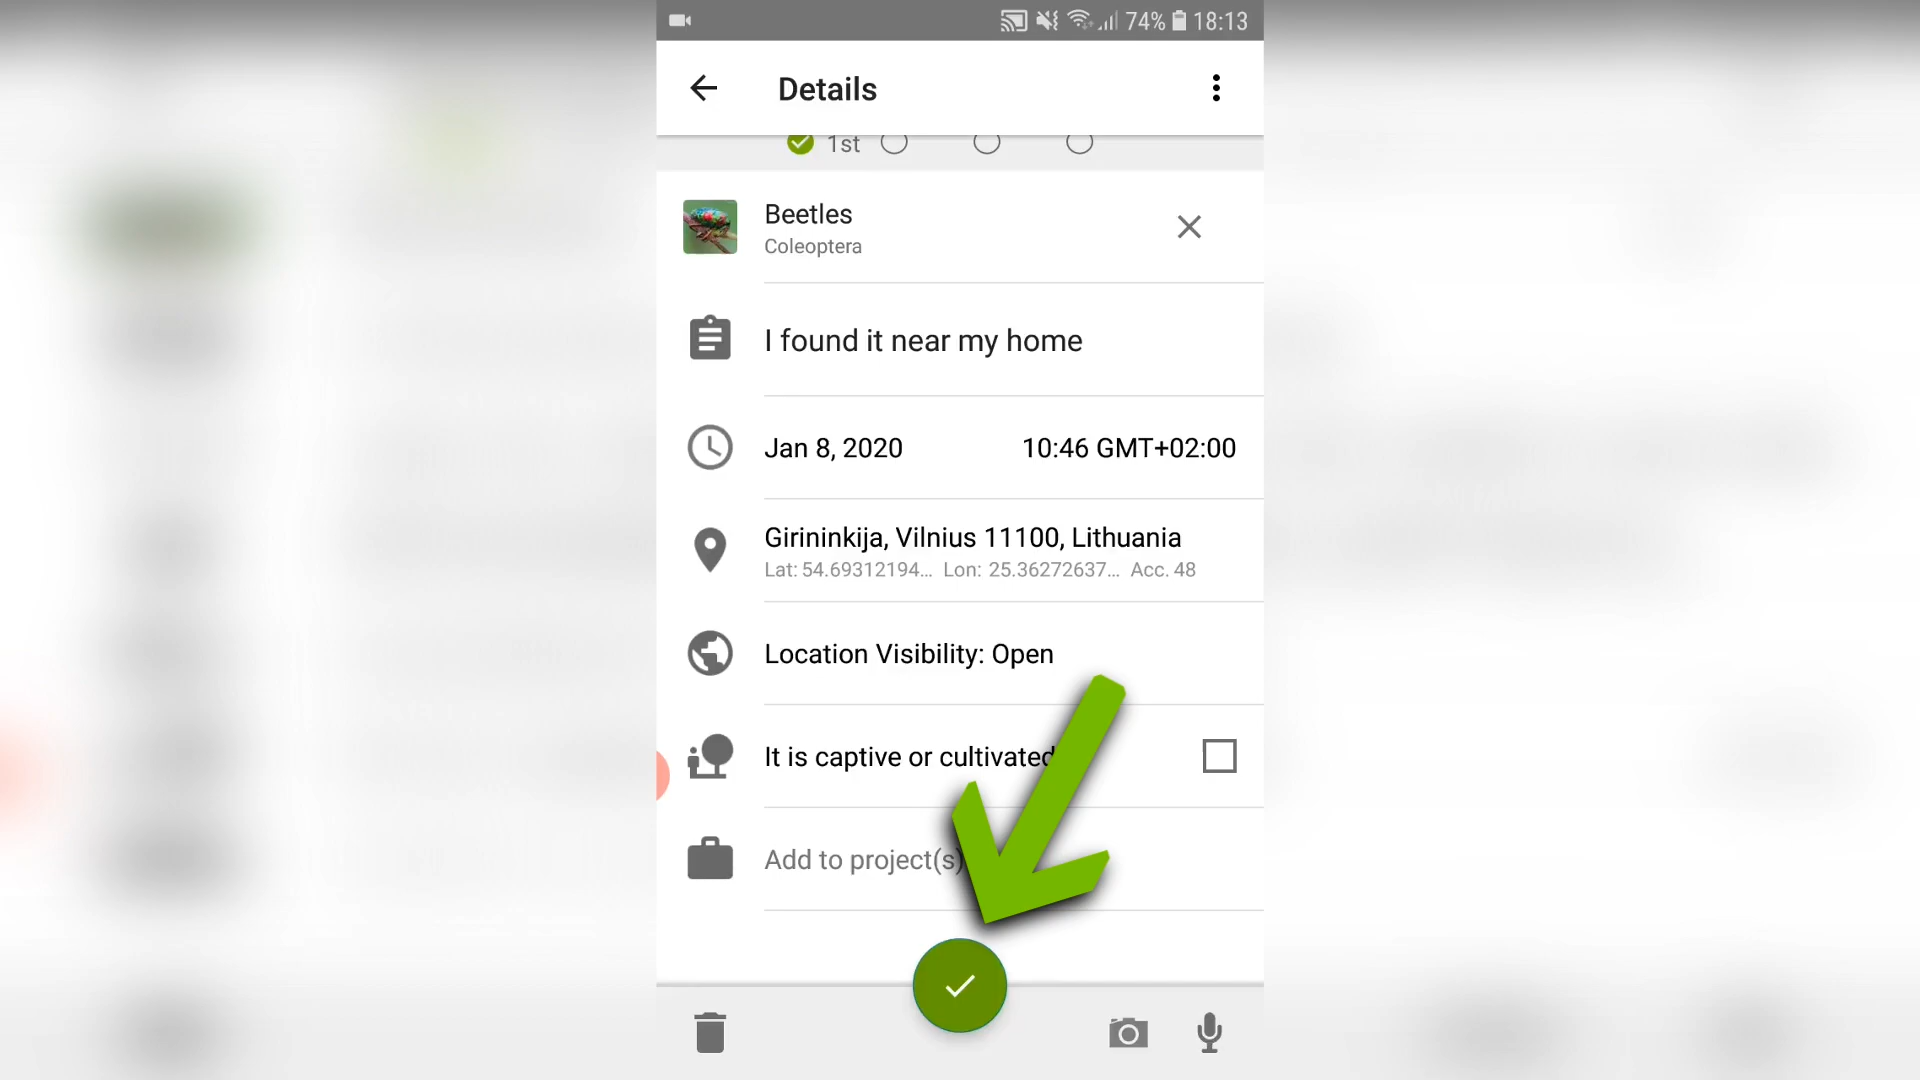 74% 18:13
Details
1st
Beetles
Coleoptera
I found it near my home
Jan 8, 2020 10:46 GMT+02:00
Girininkija, Vilnius 11100, Lithuania
Lat: 54.69312194... Lon: 25.36272637... Acc. 48
Location Visibility: Open
It is captive or cultivated
Add to project(s)